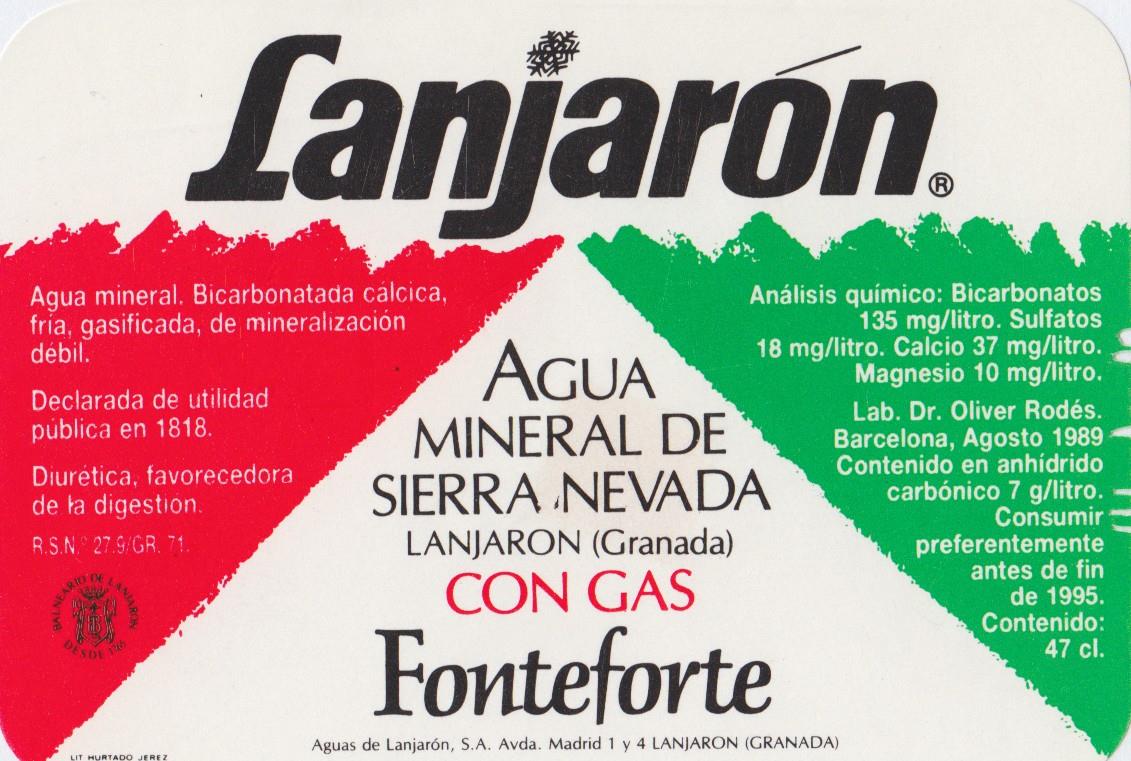 Lanjarón®
Agua mineral. Bicarbonatada cálcica,
fría, gasificada, de mineralización
débil.
Declarada de utilidad
pública en 1818.
Diurética, favorecedora
de la digestión.
R.S.N.º 27.9/GR. 71.
BALNEARIO DE LANJARON
DESDE
AGUA
MINERAL DE
SIERRA NEVADA
LANJARON (Granada)
CON GAS
Fonteforte
Análisis químico: Bicarbonatos
135 mg/litro. Sulfatos
18 mg/litro. Calcio 37 mg/litro.
Magnesio 10 mg/litro.
Lab. Dr. Oliver Rodés.
Barcelona, Agosto 1989
Contenido en anhídrido
carbónico 7 g/litro.
Consumir
preferentemente
antes de fin
de 1995.
Contenido:
47 cl.
Aguas de Lanjarón, S.A. Avda. Madrid 1 y 4 LANJARON (GRANADA)
LIT HURTADO JEREZ